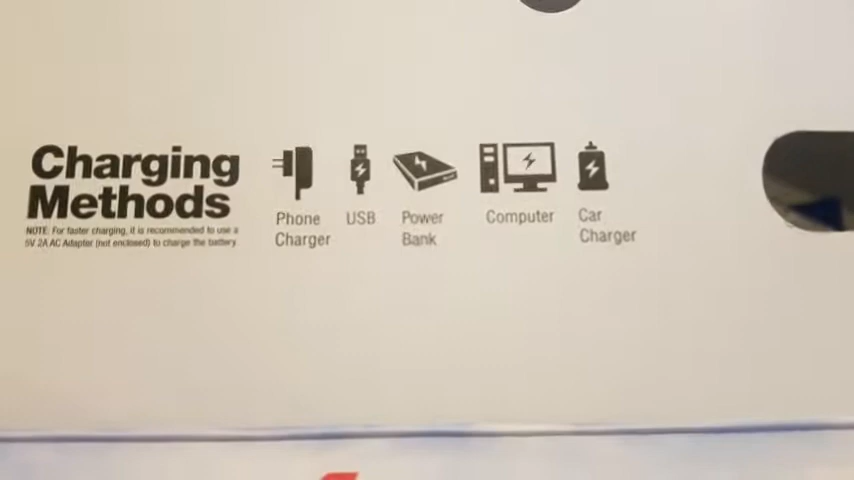 Charging
Methods
NOTE: For faster charging, it is recommended to use a
5V 2A AC Adapter (not enclosed) to charge the battery.
Phone
Charger
USB
Power
Bank
Computer
Car
Charger